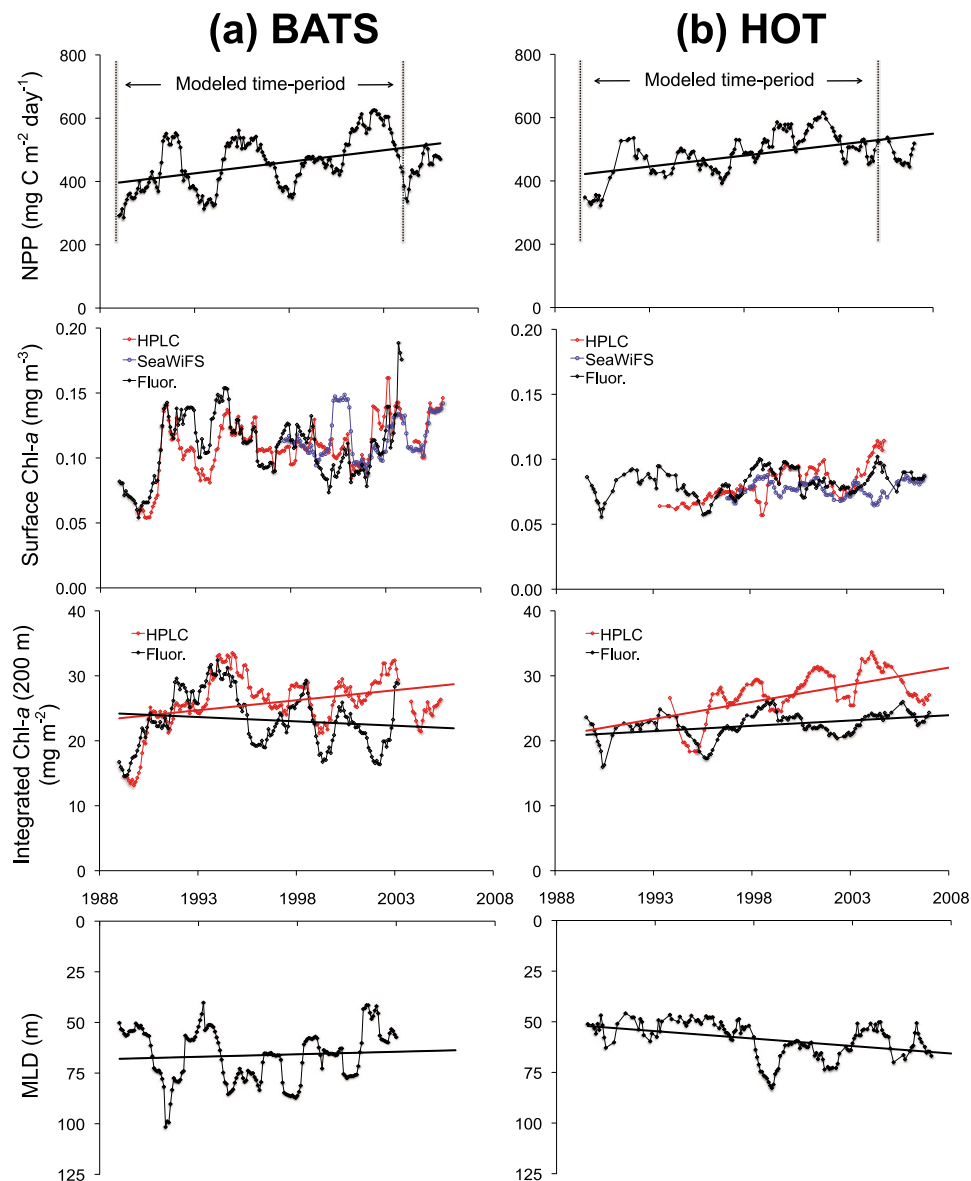 (a) BATS
(b) HOT
NPP (mg C m-2 day-1)
800
600
400
200
0
Modeled time-period
800
600
400
200
0
Modeled time-period
Surface Chl-a (mg m-3)
0.20
0.15
0.10
0.05
0.00
HPLC
SeaWiFS
Fluor.
0.20
0.15
0.10
0.05
0.00
HPLC
SeaWiFS
Fluor.
Integrated Chl-a (200 m)
(mg m-2)
40
30
20
10
0
HPLC
Fluor.
1988 1993 1998 2003 2008
40
30
20
10
0
HPLC
Fluor.
1988 1993 1998 2003 2008
MLD (m)
0
25
50
75
100
125
0
25
50
75
100
125